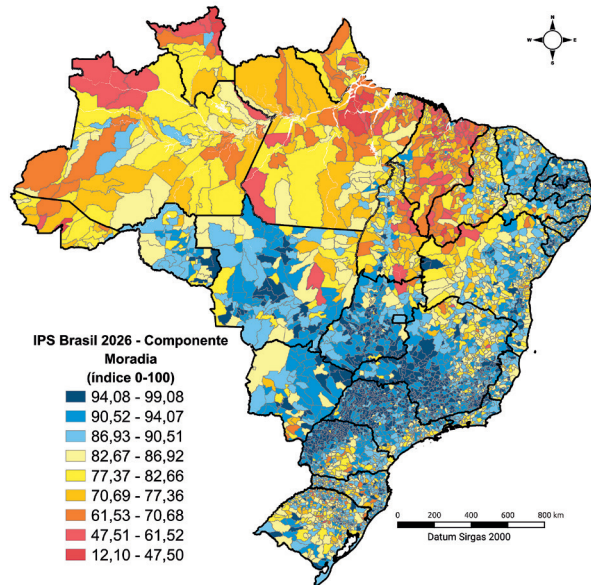 N
W
E
S
IPS Brasil 2026 - Componente
Moradia
(índice 0-100)
94,08 - 99,08
90,52 - 94,07
86,93 - 90,51
82,67 - 86,92
77,37 - 82,66
70,69 - 77,36
61,53 - 70,68
47,51 - 61,52
12,10 - 47,50
0 200 400 600 800 km
Datum Sirgas 2000